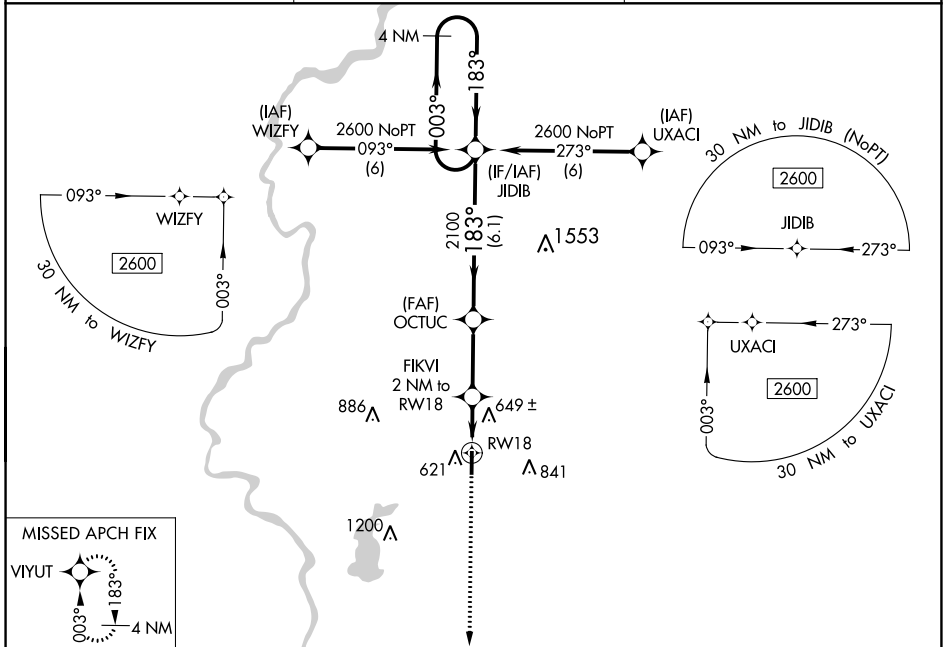 4 NM
003°
183°
(IAF)
WIZFY
2600 NoPT
093°
(6)
2600 NoPT
273°
(6)
(IAF)
UXACI
(IF/IAF)
JIDIB
2100
183°
(6.1)
1553
(FAF)
OCTUC
FIKVI
2 NM to
RW18
886
649 ±
RW18
621
841
1200
093°
WIZFY
2600
003°
30 NM to WIZFY
30 NM to JIDIB (NoPT)
2600
JIDIB
093°
273°
273°
UXACI
2600
003°
30 NM to UXACI
MISSED APCH FIX
VIYUT
003°
183°
4 NM